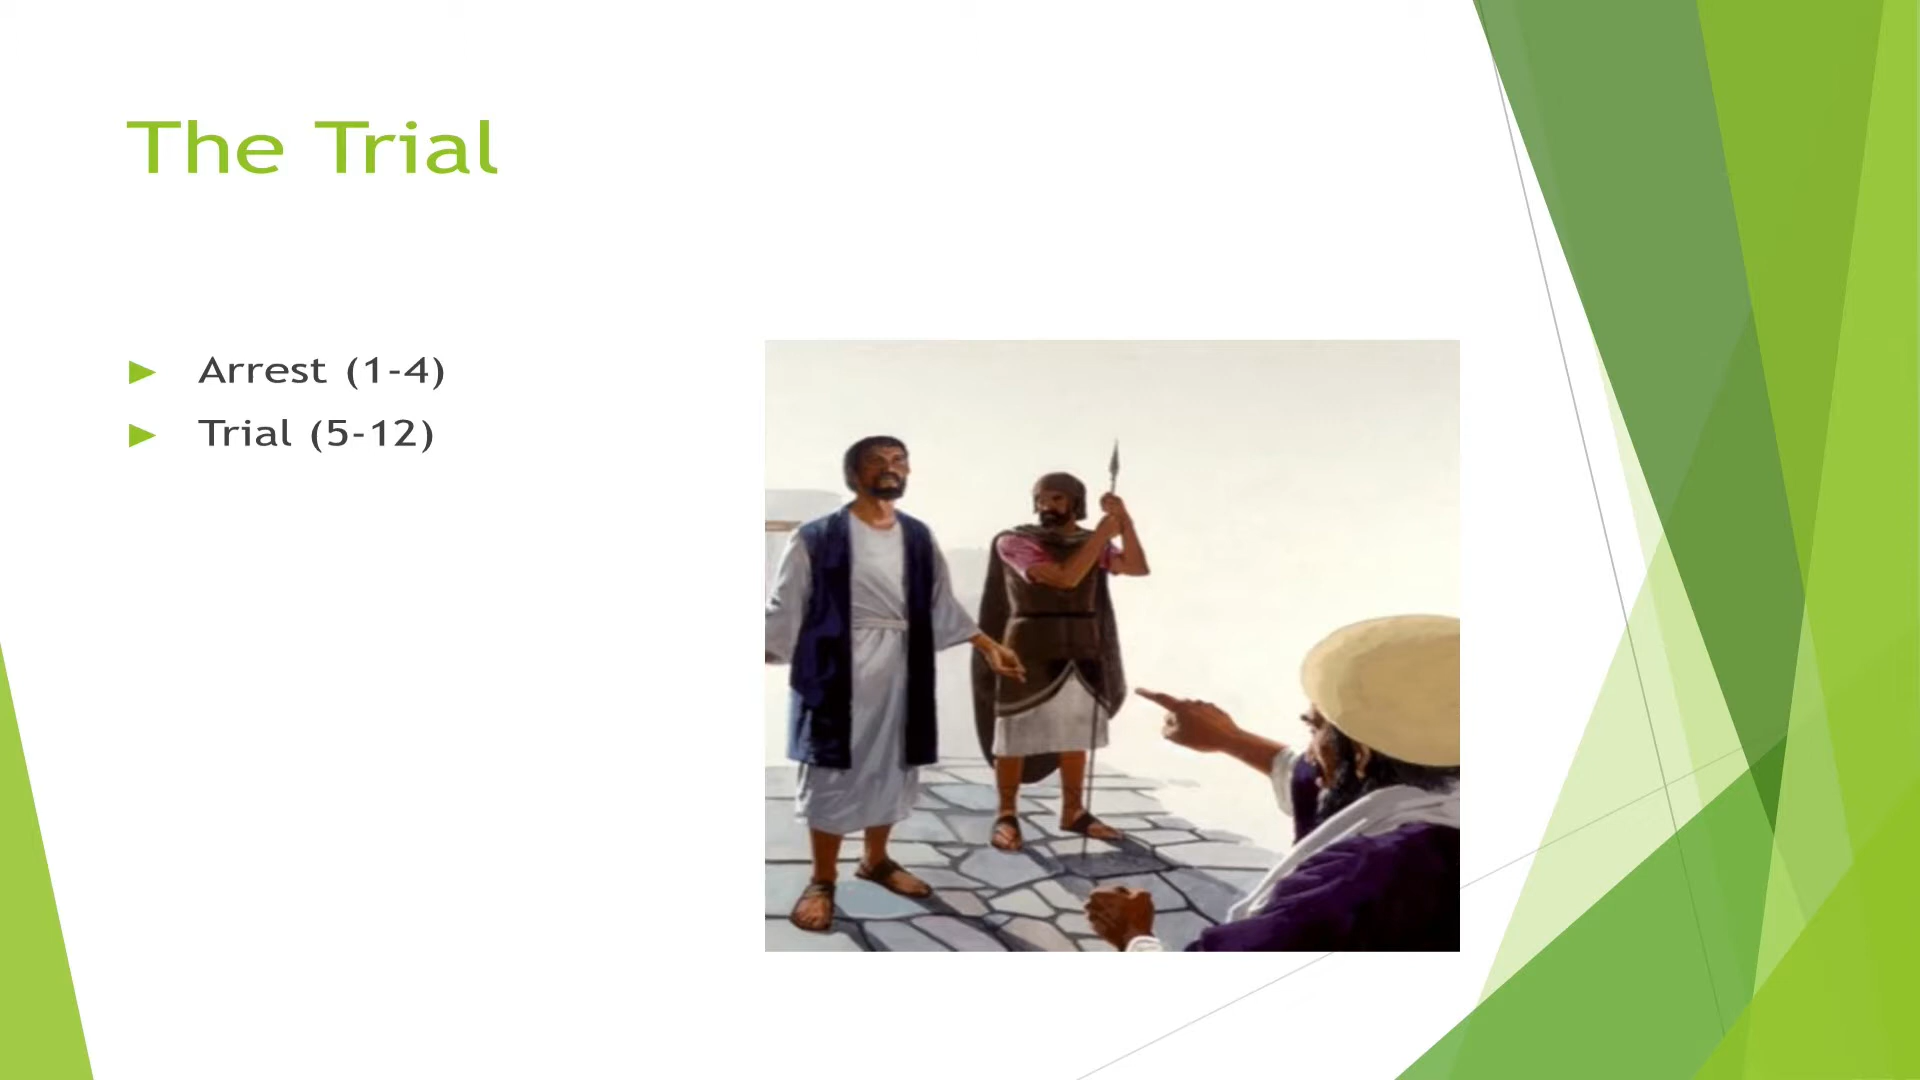 The Trial
Arrest (1-4)
Trial (5-12)